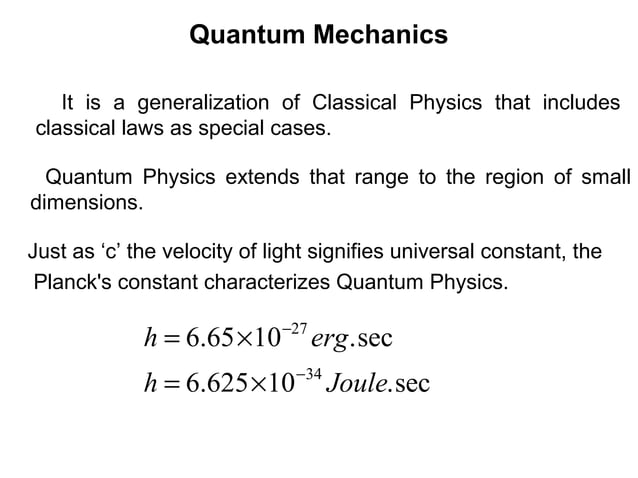 Quantum Mechanics
It is a generalization of Classical Physics that includes
classical laws as special cases.
Quantum Physics extends that range to the region of small
dimensions.
Just as ‘c’ the velocity of light signifies universal constant, the
Planck's constant characterizes Quantum Physics.
h = 6.65×10⁻²⁷ erg.sec
h = 6.625×10⁻³⁴ Joule.sec